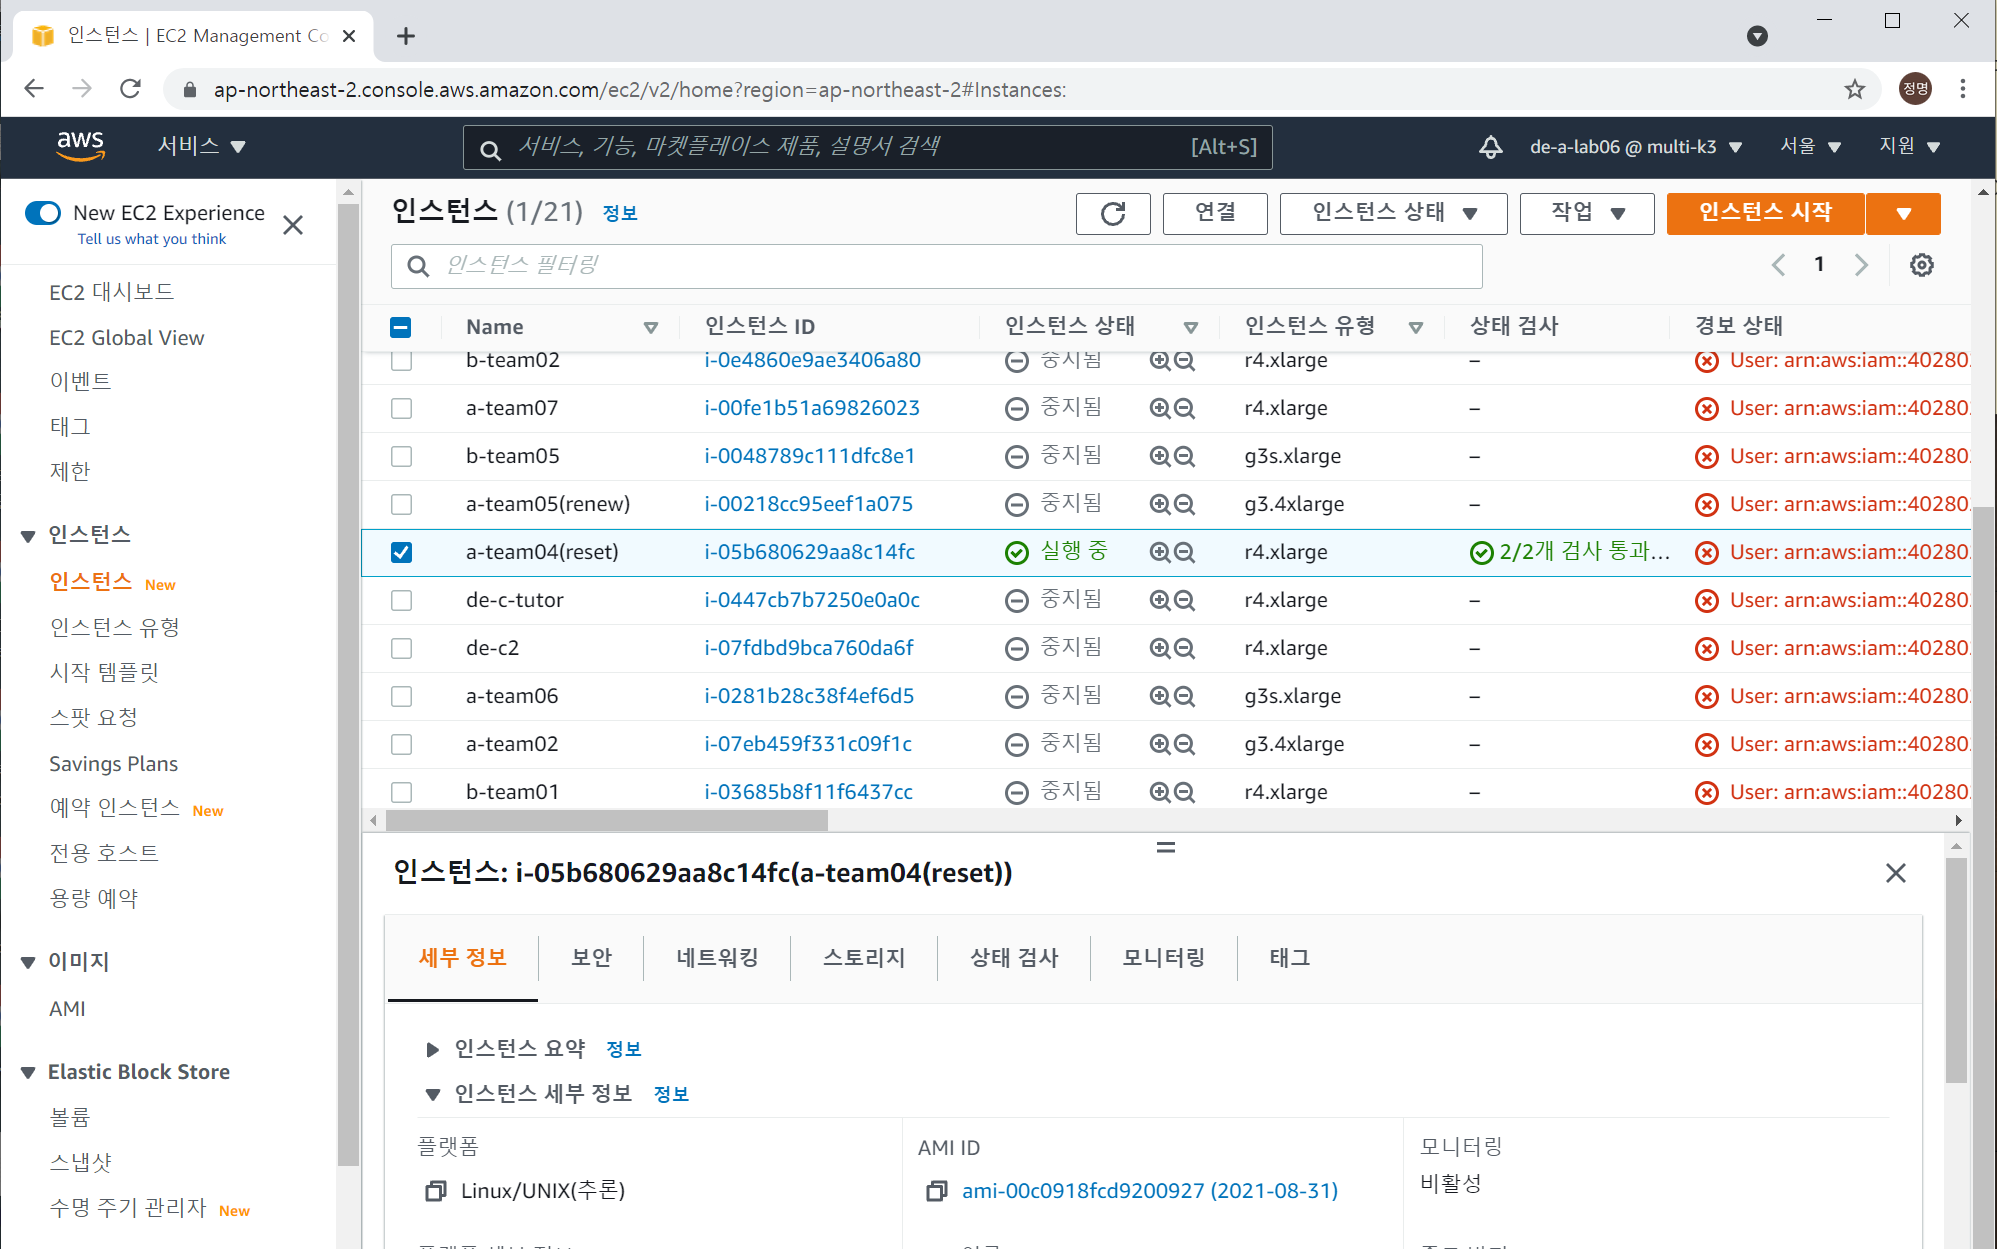 인스턴스 | EC2 Management Co
ap-northeast-2.console.aws.amazon.com/ec2/v2/home?region=ap-northeast-2#Instances:
정명
aws
서비스
서비스, 기능, 마켓플레이스 제품, 설명서 검색
[Alt+S]
de-a-lab06 @ multi-k3
서울
지원
New EC2 Experience
Tell us what you think
EC2 대시보드
EC2 Global View
이벤트
태그
제한
인스턴스
인스턴스 New
인스턴스 유형
시작 템플릿
스팟 요청
Savings Plans
예약 인스턴스 New
전용 호스트
용량 예약
이미지
AMI
Elastic Block Store
볼륨
스냅샷
수명 주기 관리자 New
인스턴스 (1/21) 정보
연결
인스턴스 상태
작업
인스턴스 시작
인스턴스 필터링
1
Name 인스턴스 ID 인스턴스 상태 인스턴스 유형 상태 검사 경보 상태
b-team02 i-0e4860e9ae3406a80 중지됨 r4.xlarge – User: arn:aws:iam::40280
a-team07 i-00fe1b51a69826023 중지됨 r4.xlarge – User: arn:aws:iam::40280
b-team05 i-0048789c111dfc8e1 중지됨 g3s.xlarge – User: arn:aws:iam::40280
a-team05(renew) i-00218cc95eef1a075 중지됨 g3.4xlarge – User: arn:aws:iam::40280
a-team04(reset) i-05b680629aa8c14fc 실행 중 r4.xlarge 2/2개 검사 통과… User: arn:aws:iam::40280
de-c-tutor i-0447cb7b7250e0a0c 중지됨 r4.xlarge – User: arn:aws:iam::40280
de-c2 i-07fdbd9bca760da6f 중지됨 r4.xlarge – User: arn:aws:iam::40280
a-team06 i-0281b28c38f4ef6d5 중지됨 g3s.xlarge – User: arn:aws:iam::40280
a-team02 i-07eb459f331c09f1c 중지됨 g3.4xlarge – User: arn:aws:iam::40280
b-team01 i-03685b8f11f6437cc 중지됨 r4.xlarge – User: arn:aws:iam::40280
인스턴스: i-05b680629aa8c14fc(a-team04(reset))
세부 정보 보안 네트워킹 스토리지 상태 검사 모니터링 태그
인스턴스 요약 정보
인스턴스 세부 정보 정보
플랫폼
Linux/UNIX(추론)
AMI ID
ami-00c0918fcd9200927 (2021-08-31)
모니터링
비활성